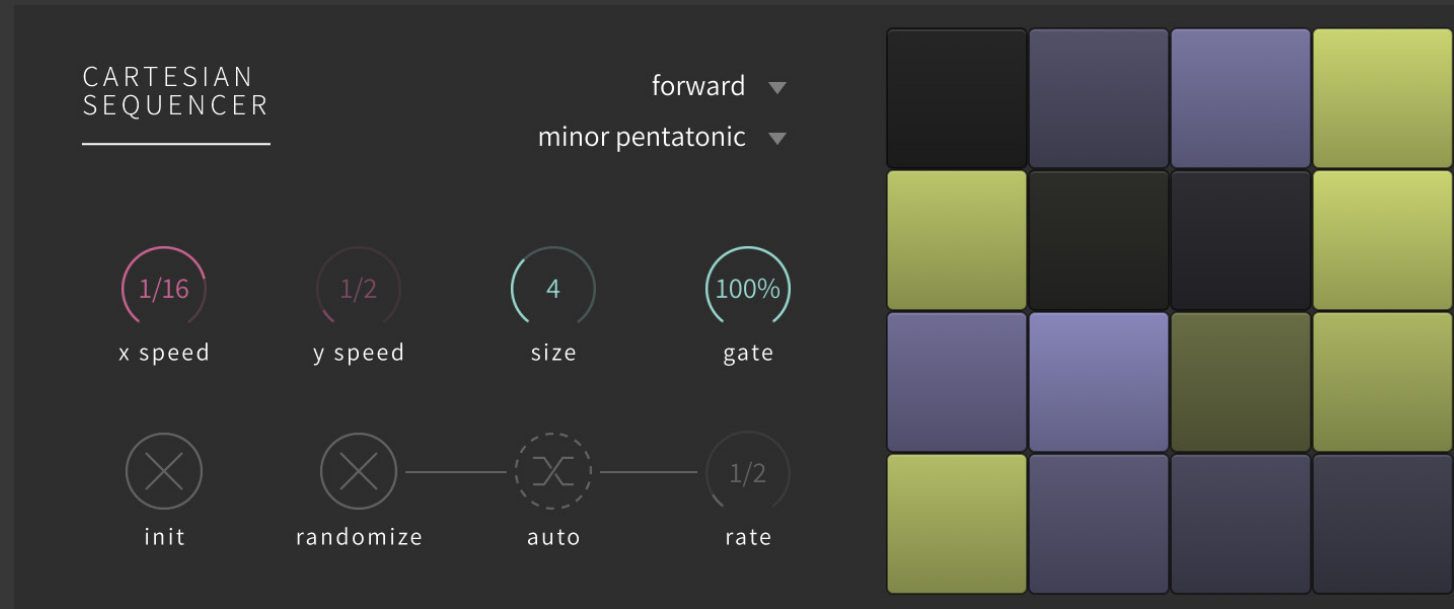 CARTESIAN
SEQUENCER
forward
minor pentatonic
1/16
1/2
4
100%
x speed
y speed
size
gate
1/2
init
randomize
auto
rate